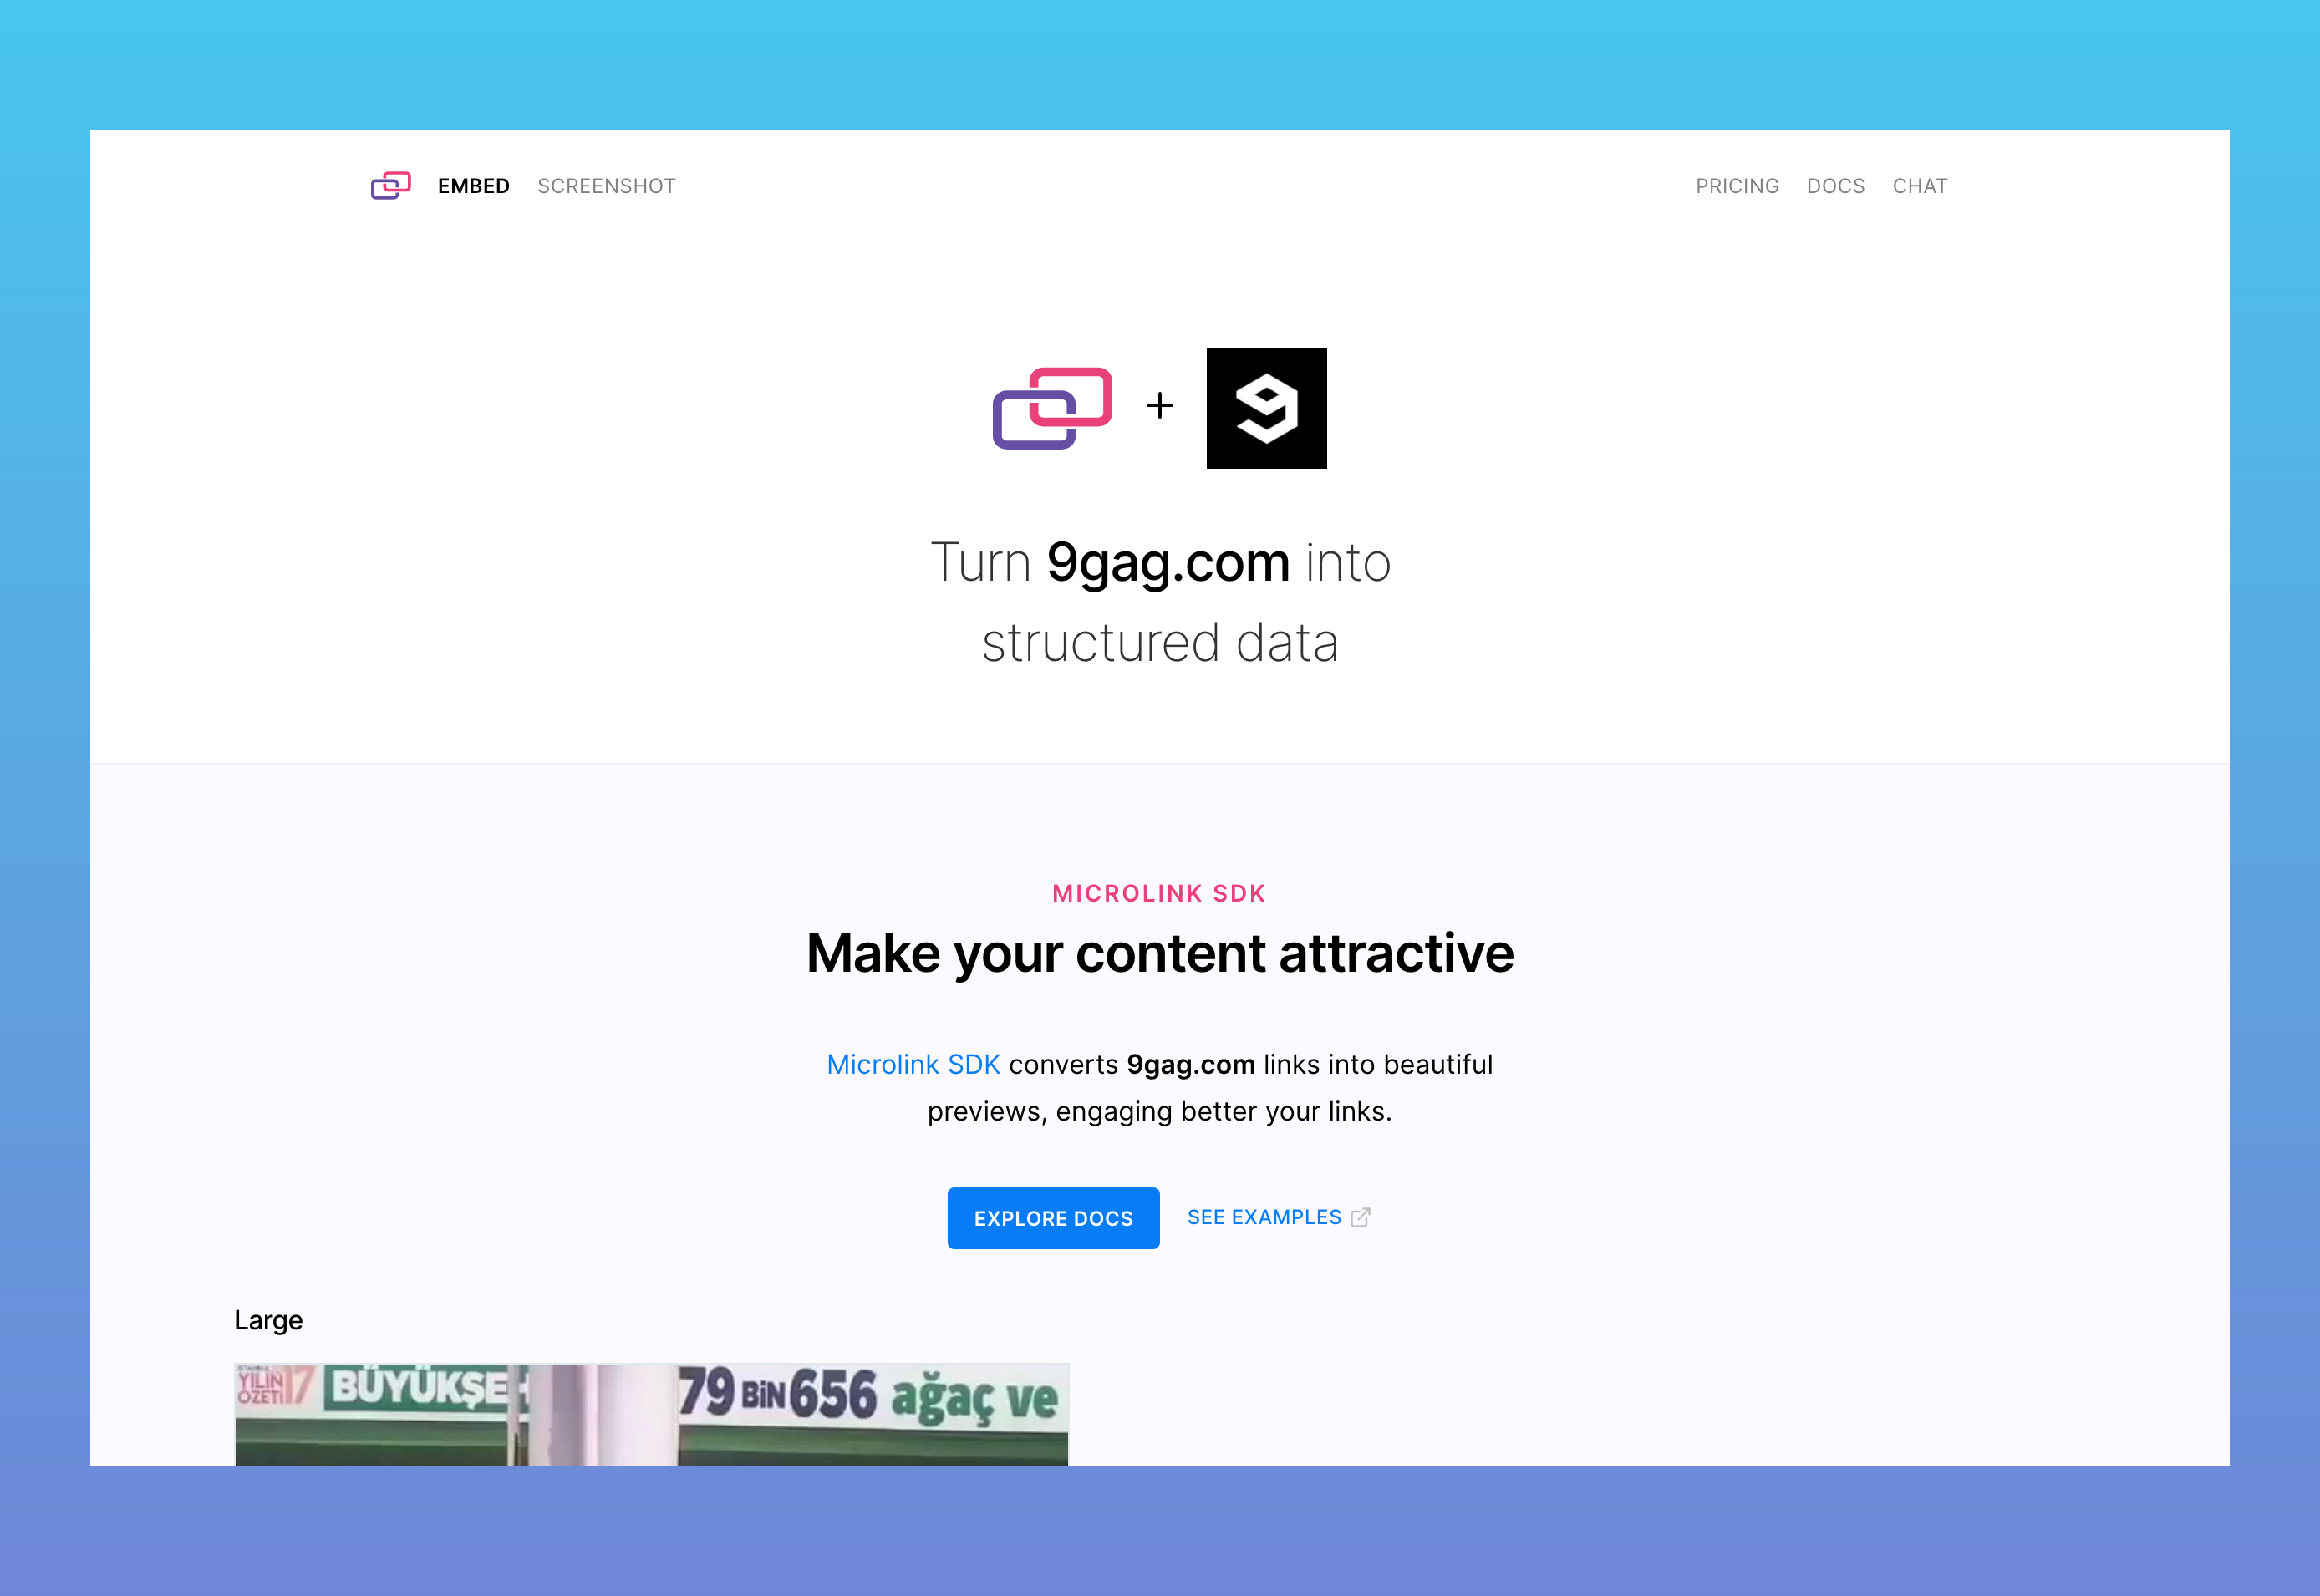 EMBED SCREENSHOT PRICING DOCS CHAT
+
Turn 9gag.com into
structured data
MICROLINK SDK
Make your content attractive
Microlink SDK converts 9gag.com links into beautiful
previews, engaging better your links.
EXPLORE DOCS SEE EXAMPLES
Large
YILIN 17 BÜYÜKŞE 79 BiN 656 ağaç ve
ÖZETİ